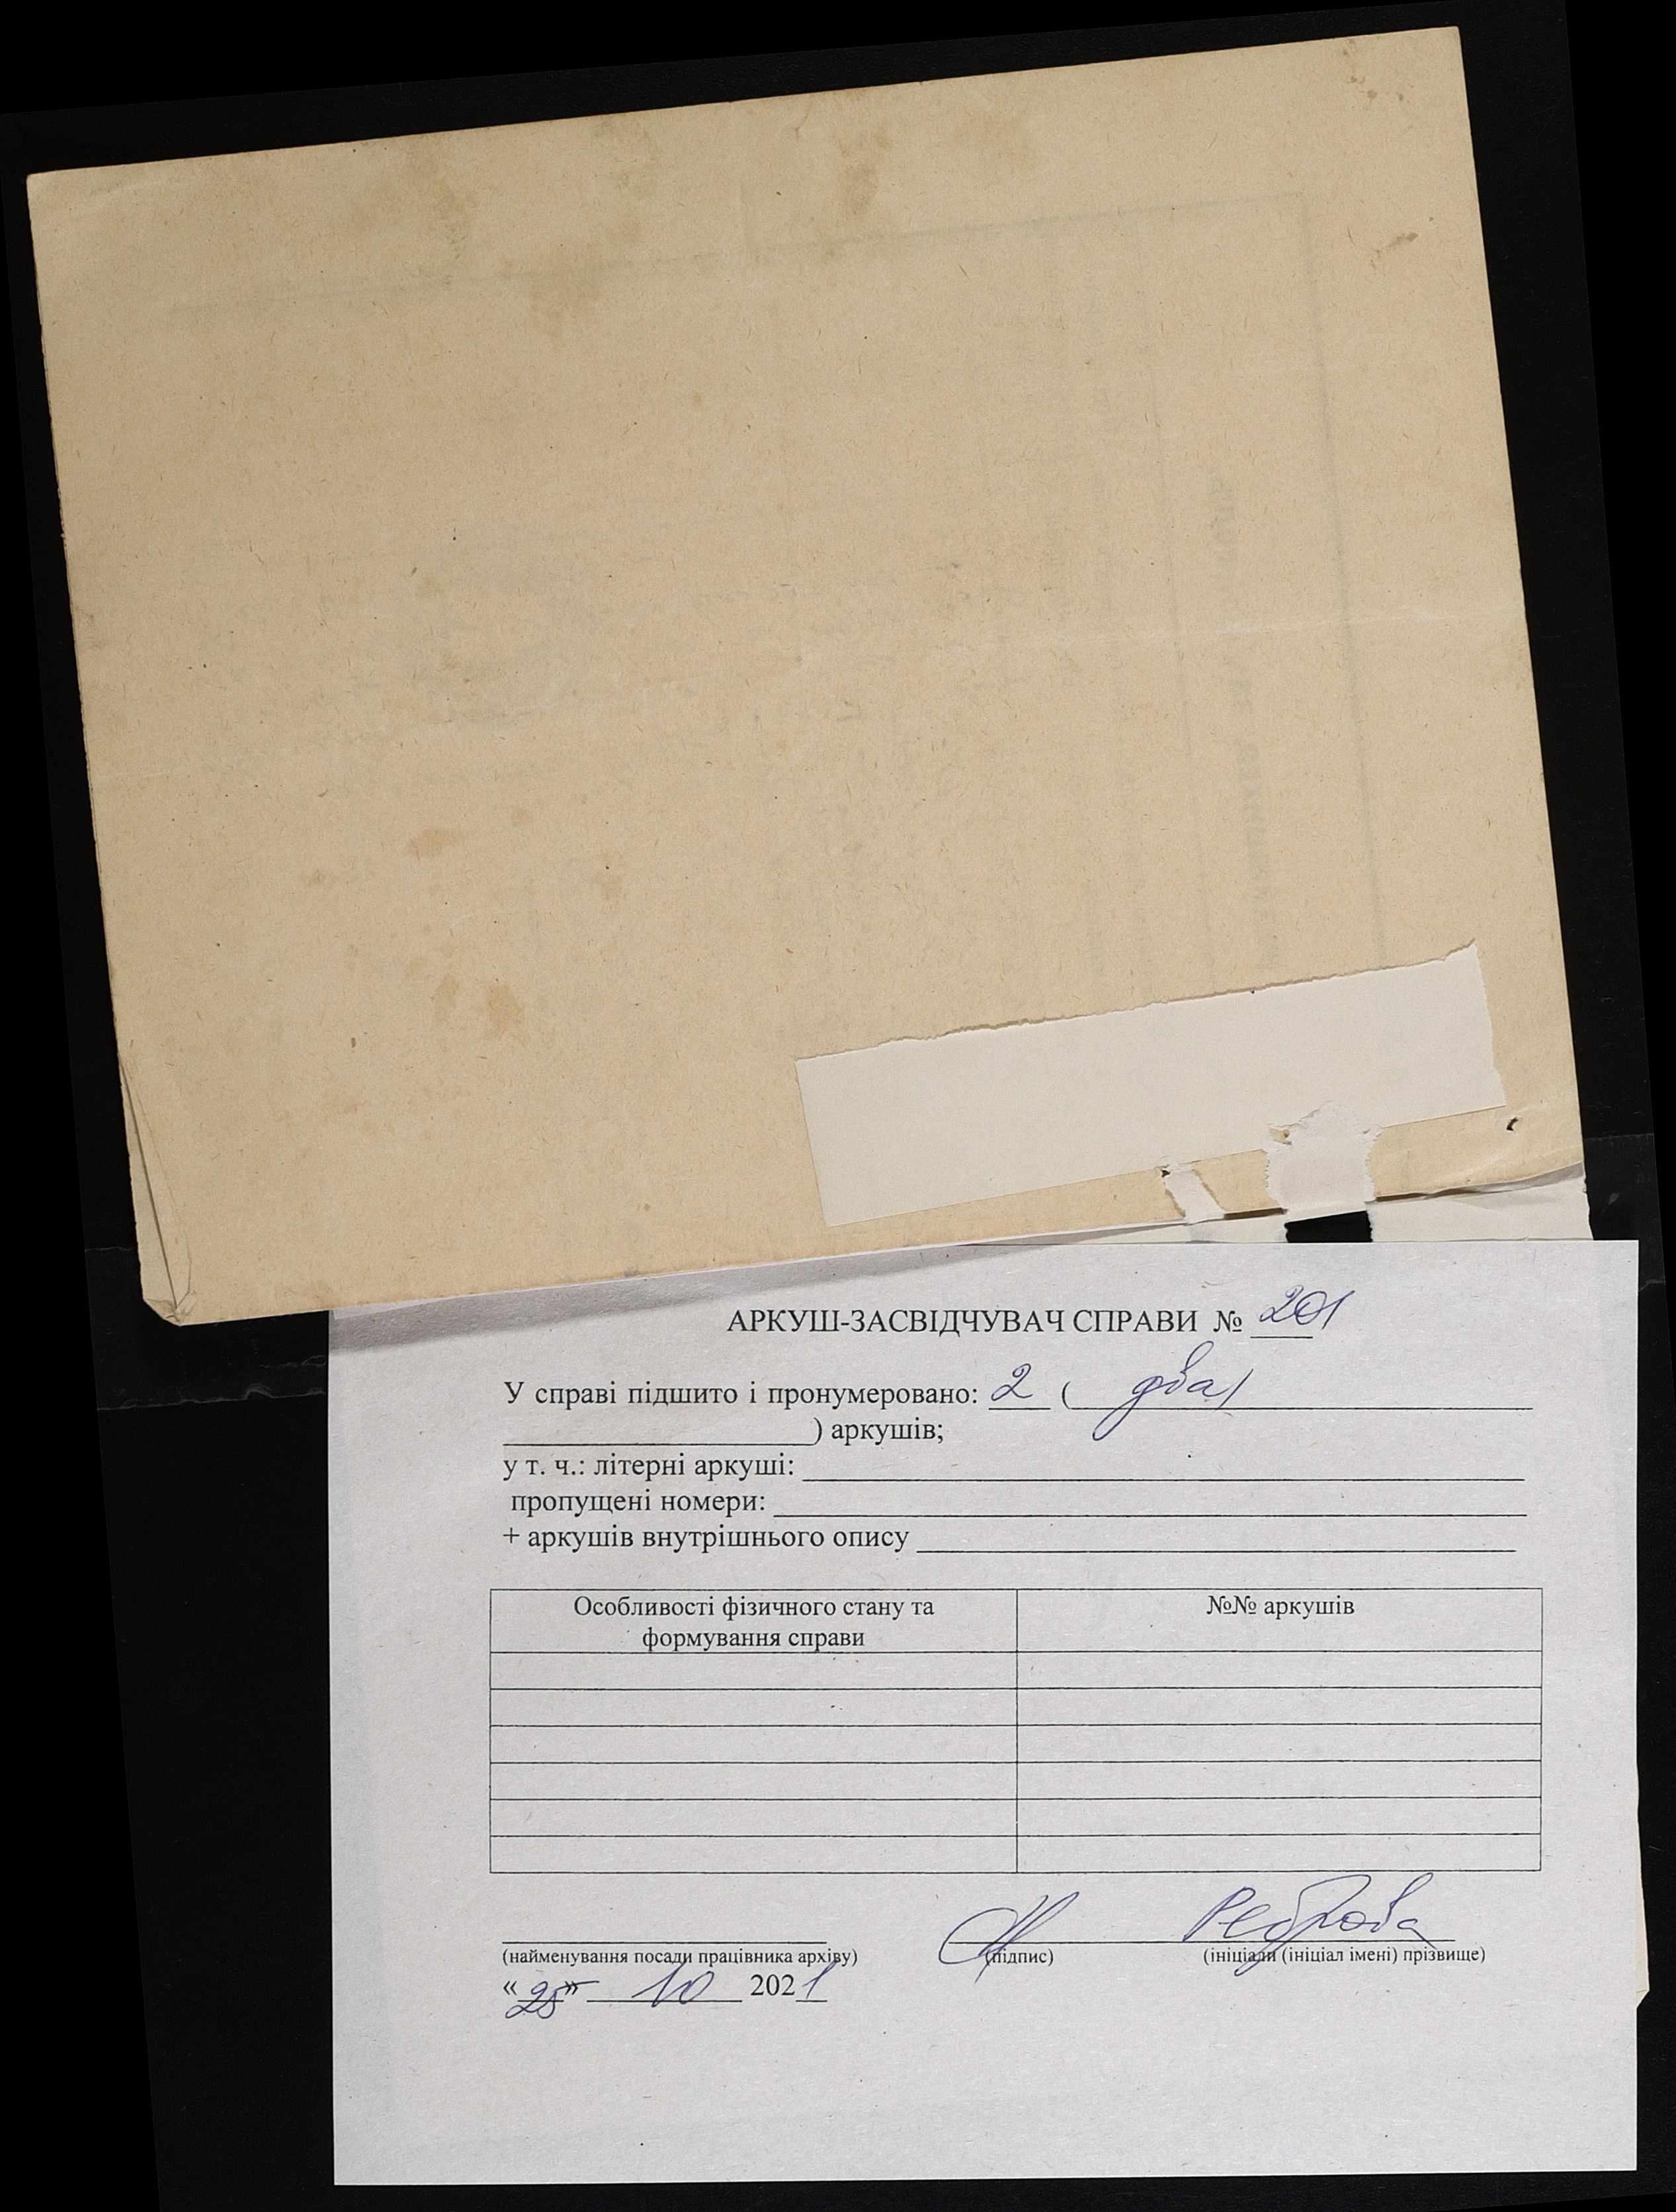 АРКУШ-ЗАСВІДЧУВАЧ СПРАВИ № 201
У справі підшито і пронумеровано: 2 ( два)
) аркушів;
у т. ч.: літерні аркуші:
пропущені номери:
+ аркушів внутрішнього опису
Особливості фізичного стану та формування справи №№ аркушів
Реброва
(найменування посади працівника архіву) (підпис) (ініціали (ініціал імені) прізвище)
«25» 10 2021